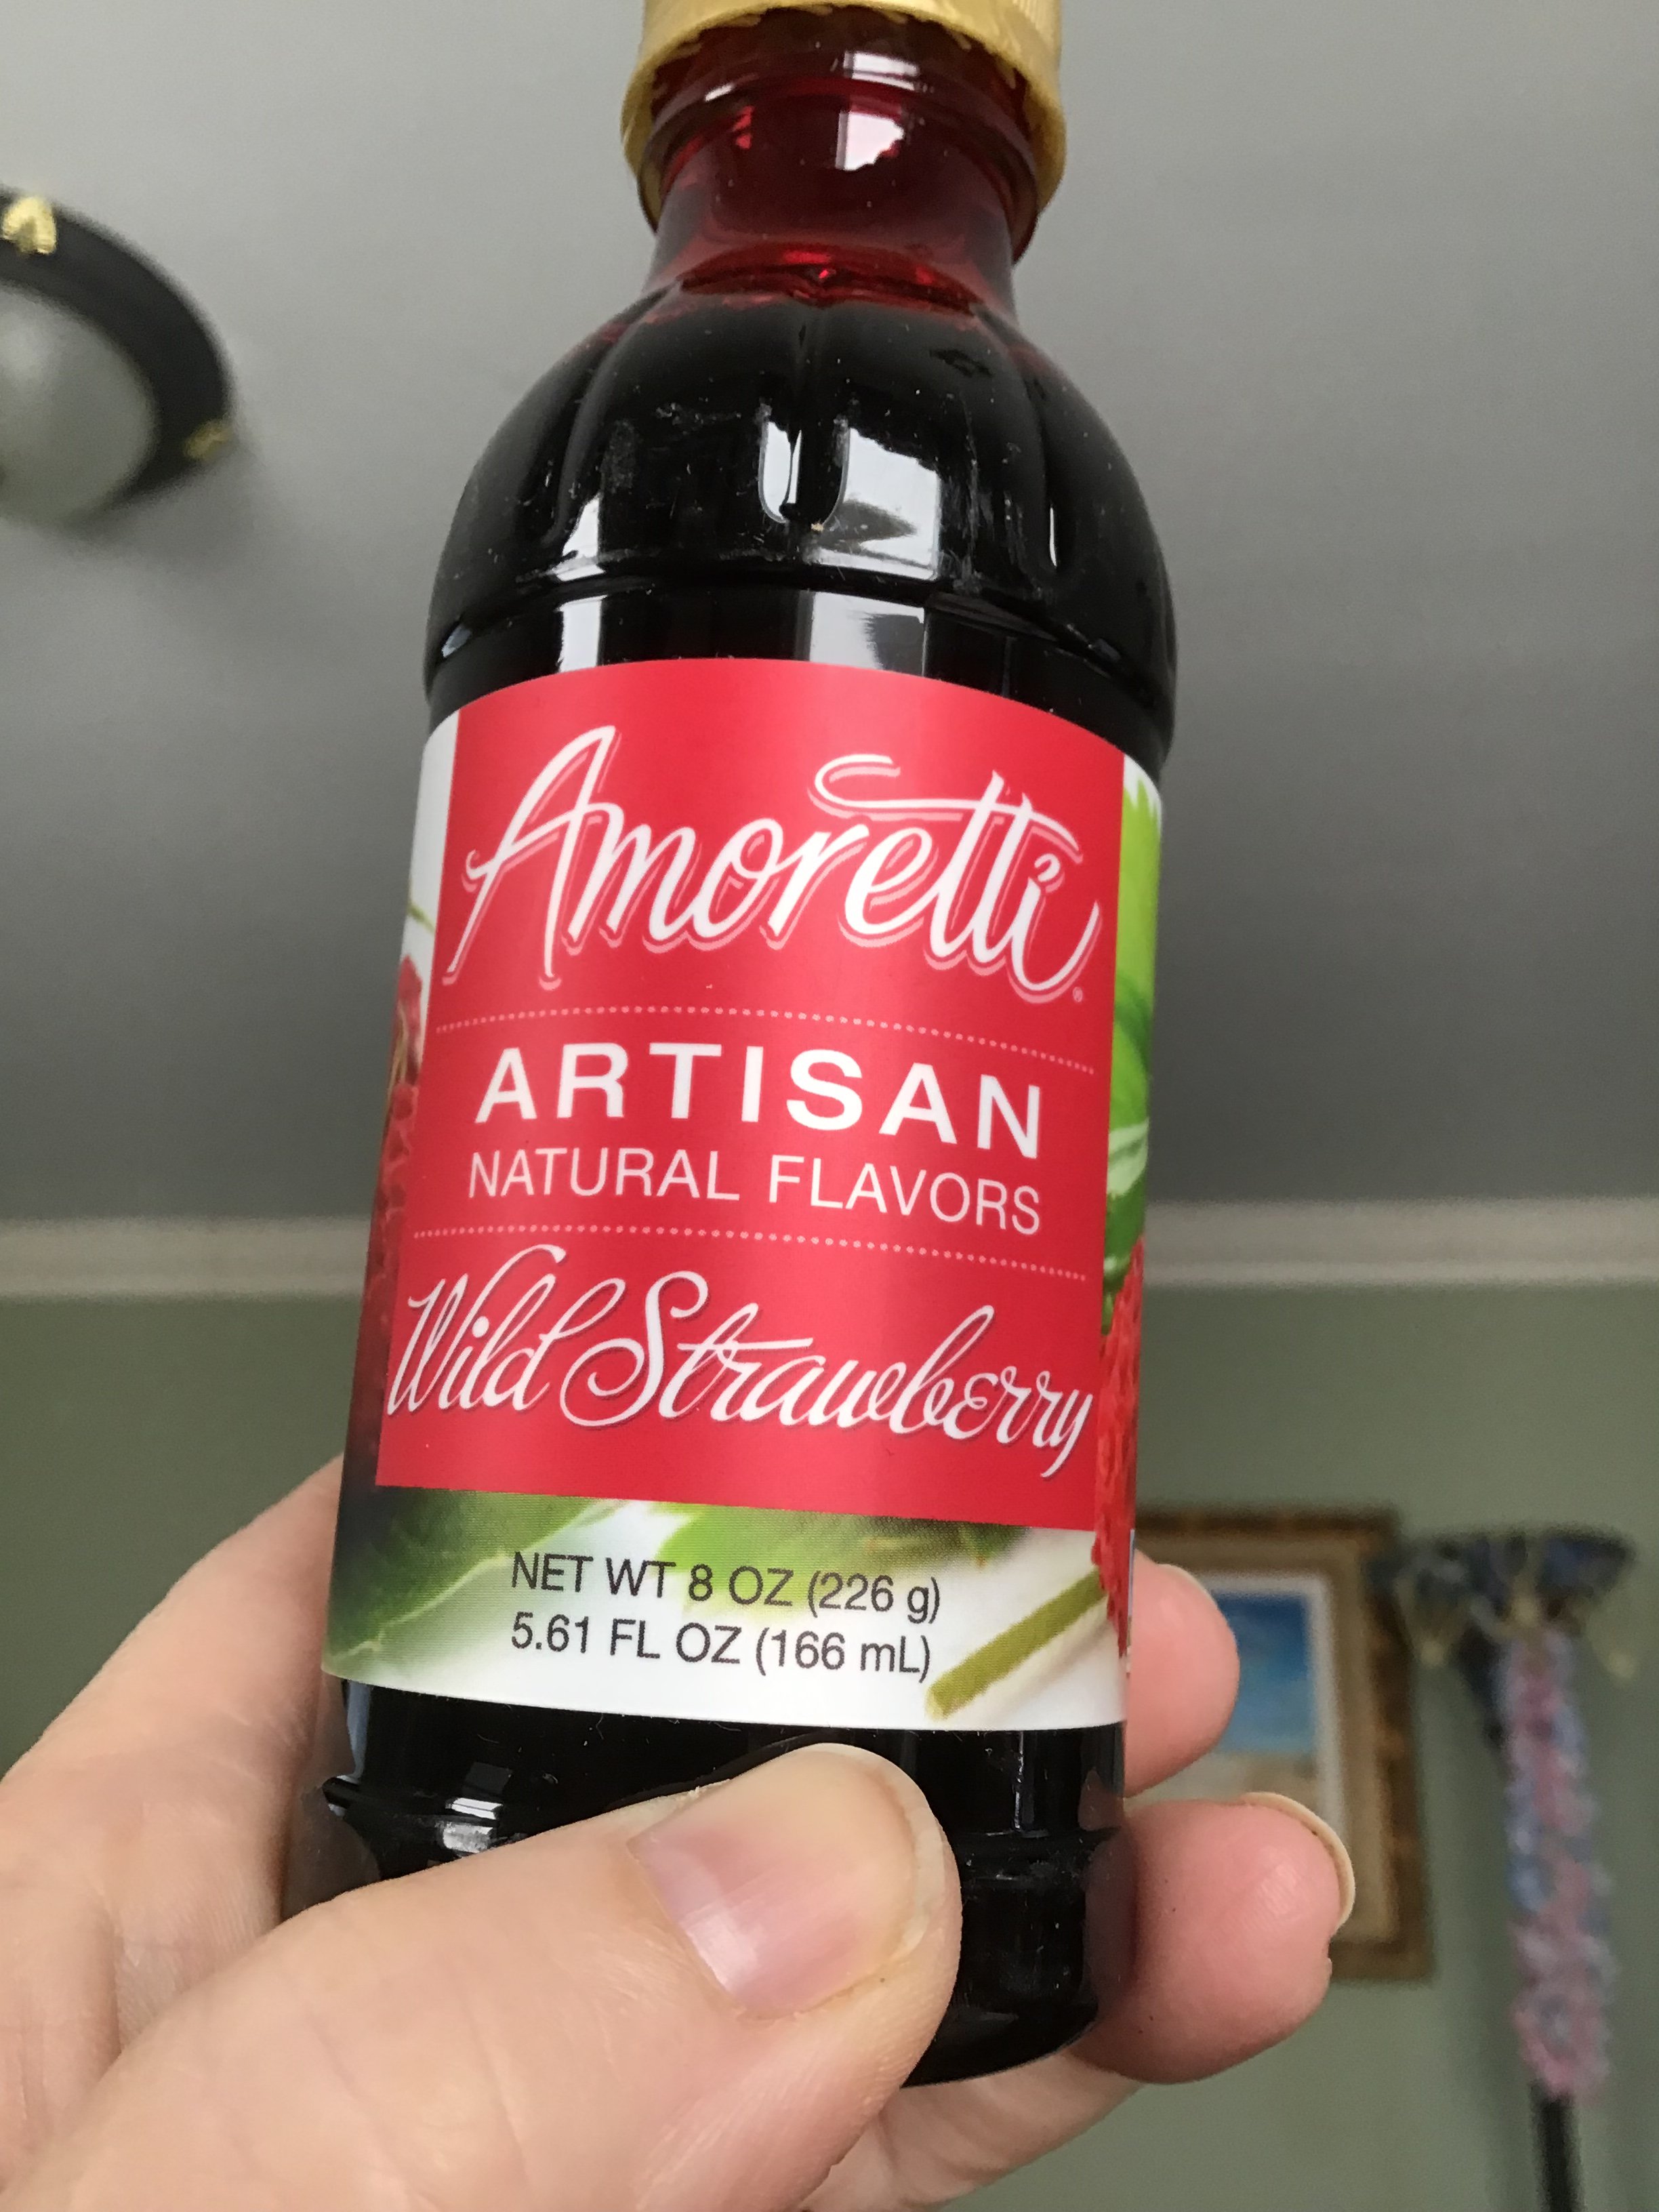 Amoretti®
ARTISAN
NATURAL FLAVORS
Wild Strawberry
NET WT 8 OZ (226 g)
5.61 FL OZ (166 mL)